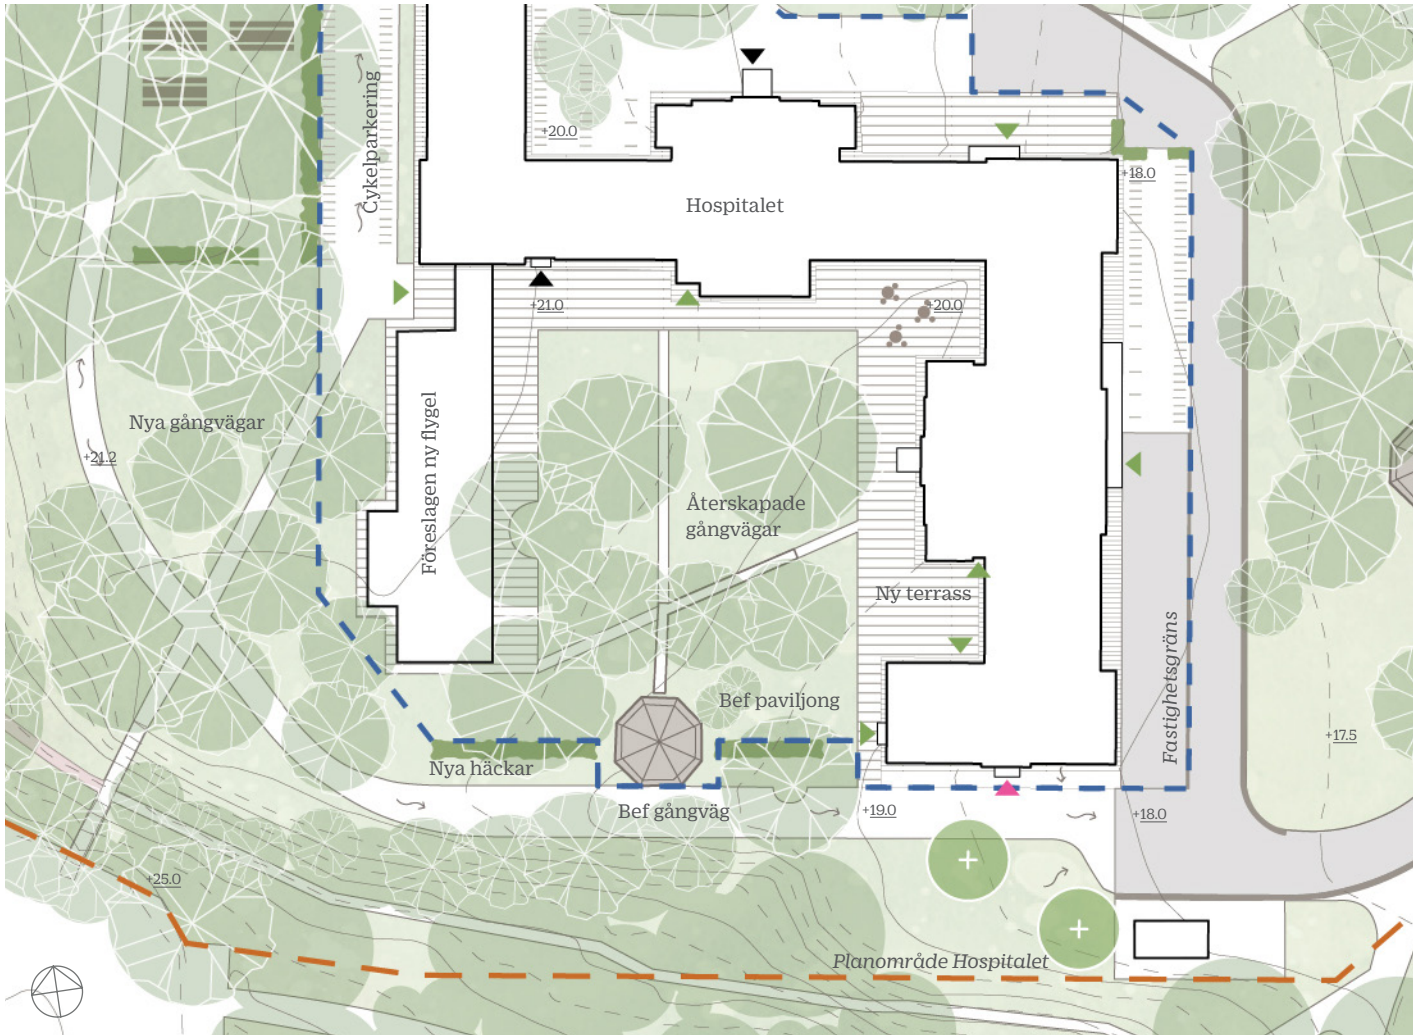 Cykelparkering
+20.0
+18.0
Hospitalet
+21.0
+20.0
Nya gångvägar
+21.2
Föreslagen ny flygel
Återskapade
gångvägar
Ny terrass
Fastighetsgräns
Bef paviljong
+17.5
Nya häckar
Bef gångväg
+19.0
+18.0
+25.0
Planområde Hospitalet